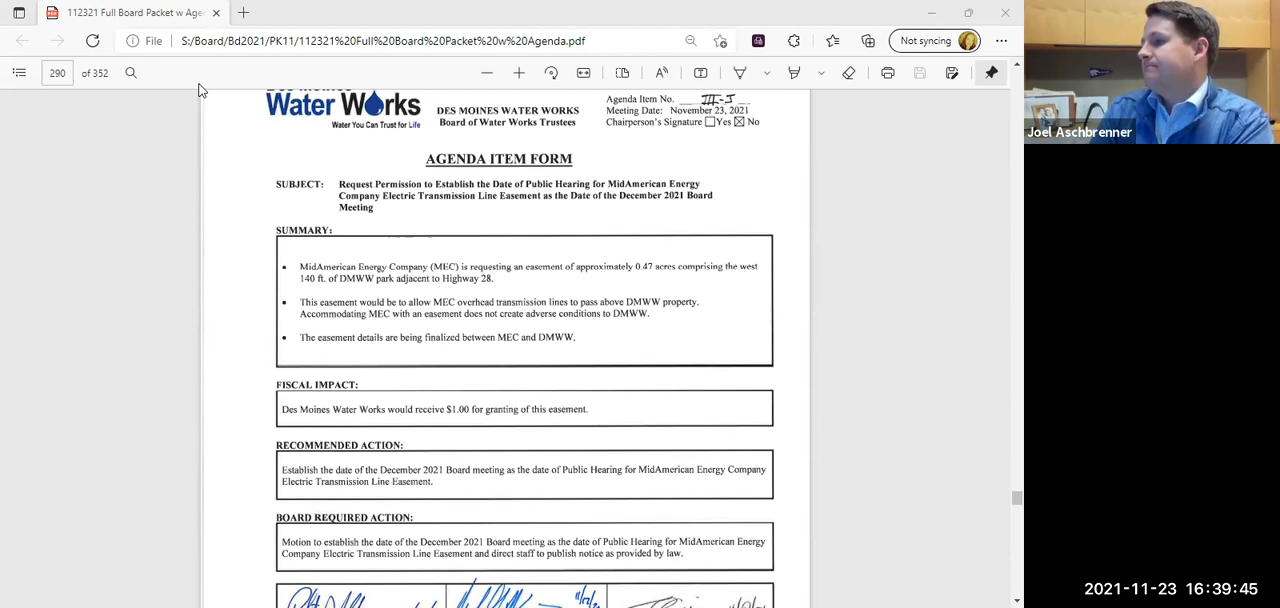 112321 Full Board Packet w Age
File
S:/Board/Bd2021/PK11/112321%20Full%20Board%20Packet%20w%20Agenda.pdf
Not syncing
290 of 352
Water Works
Water You Can Trust for Life
DES MOINES WATER WORKS
Board of Water Works Trustees
Agenda Item No. III-I
Meeting Date: November 23, 2021
Chairperson's Signature ☐ Yes ☒ No
AGENDA ITEM FORM
SUBJECT: Request Permission to Establish the Date of Public Hearing for MidAmerican Energy
Company Electric Transmission Line Easement as the Date of the December 2021 Board
Meeting
SUMMARY:
• MidAmerican Energy Company (MEC) is requesting an easement of approximately 0.47 acres comprising the west
140 ft. of DMWW park adjacent to Highway 28.
• This easement would be to allow MEC overhead transmission lines to pass above DMWW property.
Accommodating MEC with an easement does not create adverse conditions to DMWW.
• The easement details are being finalized between MEC and DMWW.
FISCAL IMPACT:
Des Moines Water Works would receive $1.00 for granting of this easement.
RECOMMENDED ACTION:
Establish the date of the December 2021 Board meeting as the date of Public Hearing for MidAmerican Energy Company
Electric Transmission Line Easement.
BOARD REQUIRED ACTION:
Motion to establish the date of the December 2021 Board meeting as the date of Public Hearing for MidAmerican Energy
Company Electric Transmission Line Easement and direct staff to publish notice as provided by law.
Joel Aschbrenner
2021-11-23 16:39:45